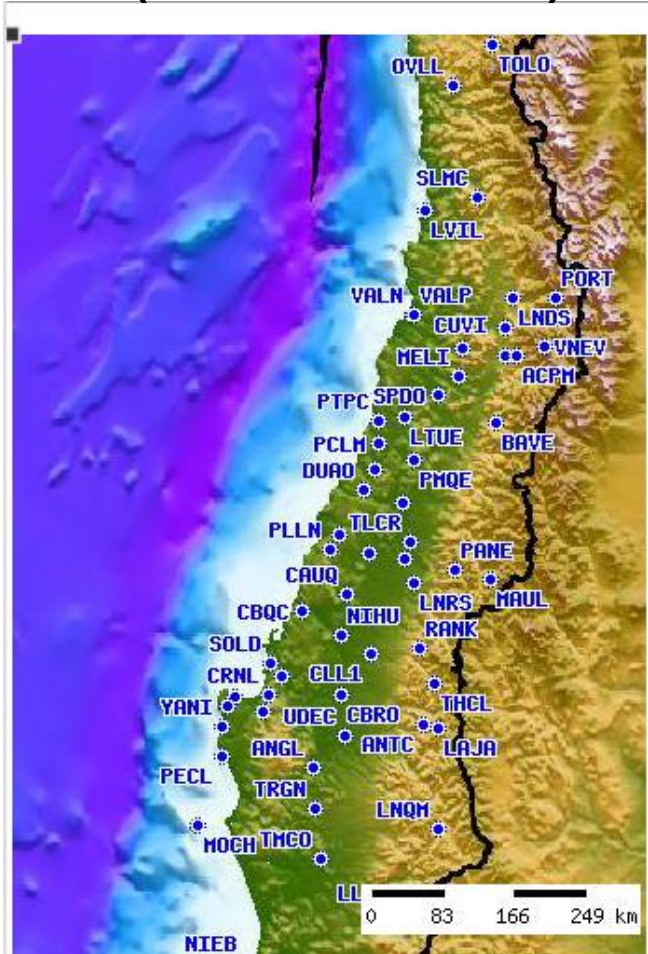 OVLL
TOLO
SLMC
LVIL
PORT
VALN VALP
LNDS
CUVI
VNEV
MELI
ACPM
SPDO
PTPC
LTUE
BAVE
PCLM
DUAO
PMQE
TLCR
PLLN
PANE
CAUQ
MAUL
LNRS
CBQC
NIHU
RANK
SOLD
CRNL
CLL1
THCL
YANI
UDEC
CBRO
ANTC
LAJA
ANGL
PECL
TRGN
LNQM
MOCH
TMCO
LL
0 83 166 249 km
NIEB